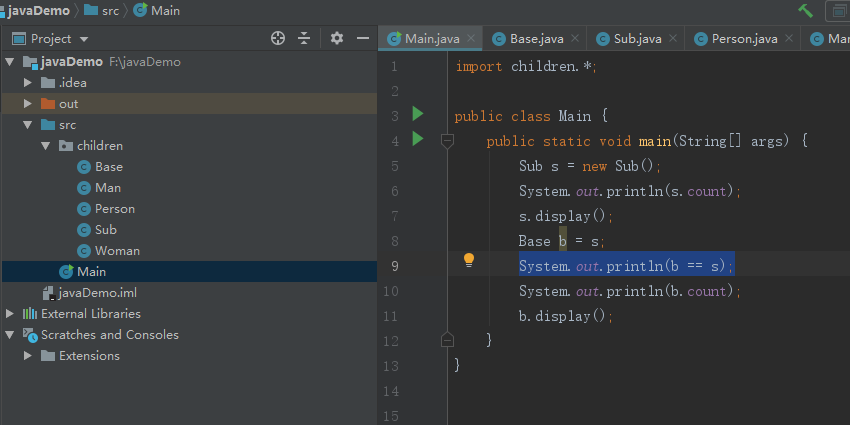 javaDemo src Main
Project
Main.java Base.java Sub.java Person.java Man
javaDemo F:\javaDemo
.idea
out
src
children
Base
Man
Person
Sub
Woman
Main
javaDemo.iml
External Libraries
Scratches and Consoles
Extensions
1 import children.*;
2
3 public class Main {
4 public static void main(String[] args) {
5 Sub s = new Sub();
6 System.out.println(s.count);
7 s.display();
8 Base b = s;
9 System.out.println(b == s);
10 System.out.println(b.count);
11 b.display();
12 }
13 }
14
15